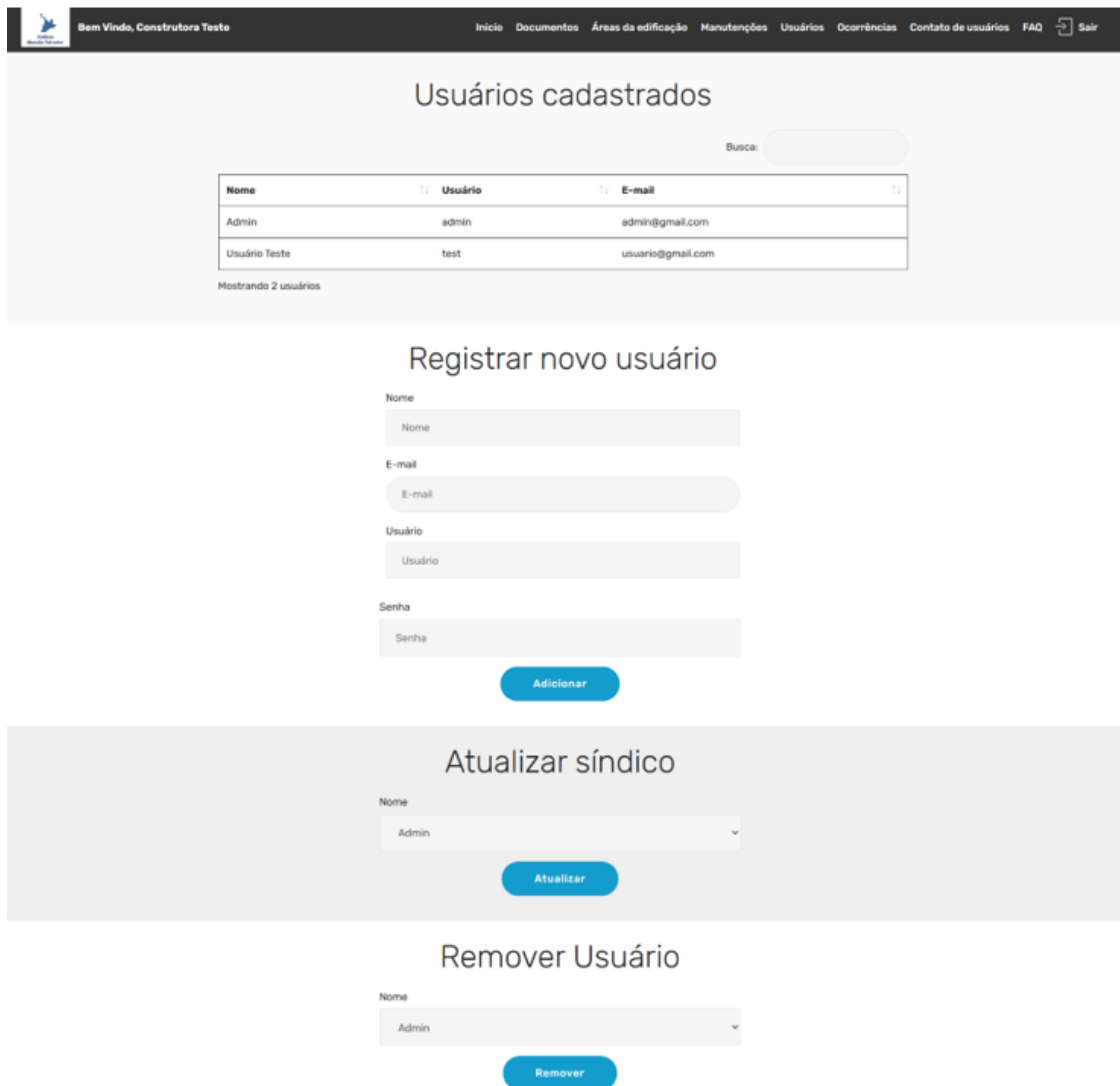 Bem Vindo, Construtora Teste
Inicio Documentos Áreas da edificação Manutenções Usuários Ocorrências Contato de usuários FAQ Sair
Usuários cadastrados
Busca:
Nome Usuário E-mail
Admin admin admin@gmail.com
Usuário Teste test usuario@gmail.com
Mostrando 2 usuários
Registrar novo usuário
Nome
Nome
E-mail
E-mail
Usuário
Usuário
Senha
Senha
Adicionar
Atualizar síndico
Nome
Admin
Atualizar
Remover Usuário
Nome
Admin
Remover